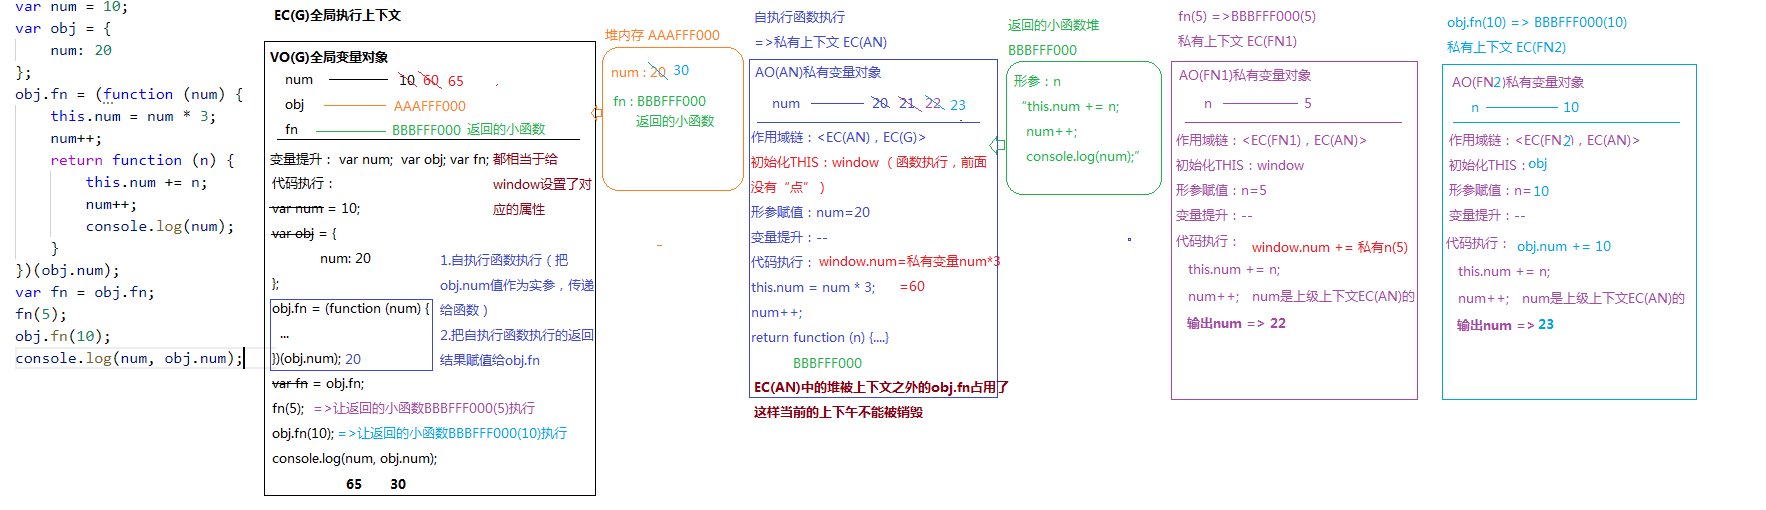 var num = 10;
var obj = {
num: 20
};
obj.fn = (function (num) {
this.num = num * 3;
num++;
return function (n) {
this.num += n;
num++;
console.log(num);
}
})(obj.num);
var fn = obj.fn;
fn(5);
obj.fn(10);
console.log(num, obj.num);
EC(G)全局执行上下文
VO(G)全局变量对象
num 10 60 65
obj AAAFFF000
fn BBBFFF000 返回的小函数
变量提升： var num; var obj; var fn; 都相当于给
window设置了对
应的属性
代码执行：
var num = 10;
var obj = {
num: 20
};
obj.fn = (function (num) {
...
})(obj.num); 20
1.自执行函数执行（把
obj.num值作为实参，传递
给函数）
2.把自执行函数执行的返回
结果赋值给obj.fn
var fn = obj.fn;
fn(5); =>让返回的小函数BBBFFF000(5)执行
obj.fn(10); =>让返回的小函数BBBFFF000(10)执行
console.log(num, obj.num);
65 30
堆内存 AAAFFF000
num : 20 30
fn : BBBFFF000
返回的小函数
自执行函数执行
=>私有上下文 EC(AN)
AO(AN)私有变量对象
num 20 21 22 23
作用域链：<EC(AN)，EC(G)>
初始化THIS：window （函数执行，前面
没有“点”）
形参赋值：num=20
变量提升：--
代码执行： window.num=私有变量num*3
this.num = num * 3; =60
num++;
return function (n) {....}
BBBFFF000
EC(AN)中的堆被上下文之外的obj.fn占用了
这样当前的上下午不能被销毁
返回的小函数堆
BBBFFF000
形参：n
“this.num += n;
num++;
console.log(num);”
fn(5) =>BBBFFF000(5)
私有上下文 EC(FN1)
AO(FN1)私有变量对象
n 5
作用域链：<EC(FN1)，EC(AN)>
初始化THIS：window
形参赋值：n=5
变量提升：--
代码执行： window.num += 私有n(5)
this.num += n;
num++; num是上级上下文EC(AN)的
输出num => 22
obj.fn(10) => BBBFFF000(10)
私有上下文 EC(FN2)
AO(FN2)私有变量对象
n 10
作用域链：<EC(FN2)，EC(AN)>
初始化THIS：obj
形参赋值：n=10
变量提升：--
代码执行： obj.num += 10
this.num += n;
num++; num是上级上下文EC(AN)的
输出num => 23